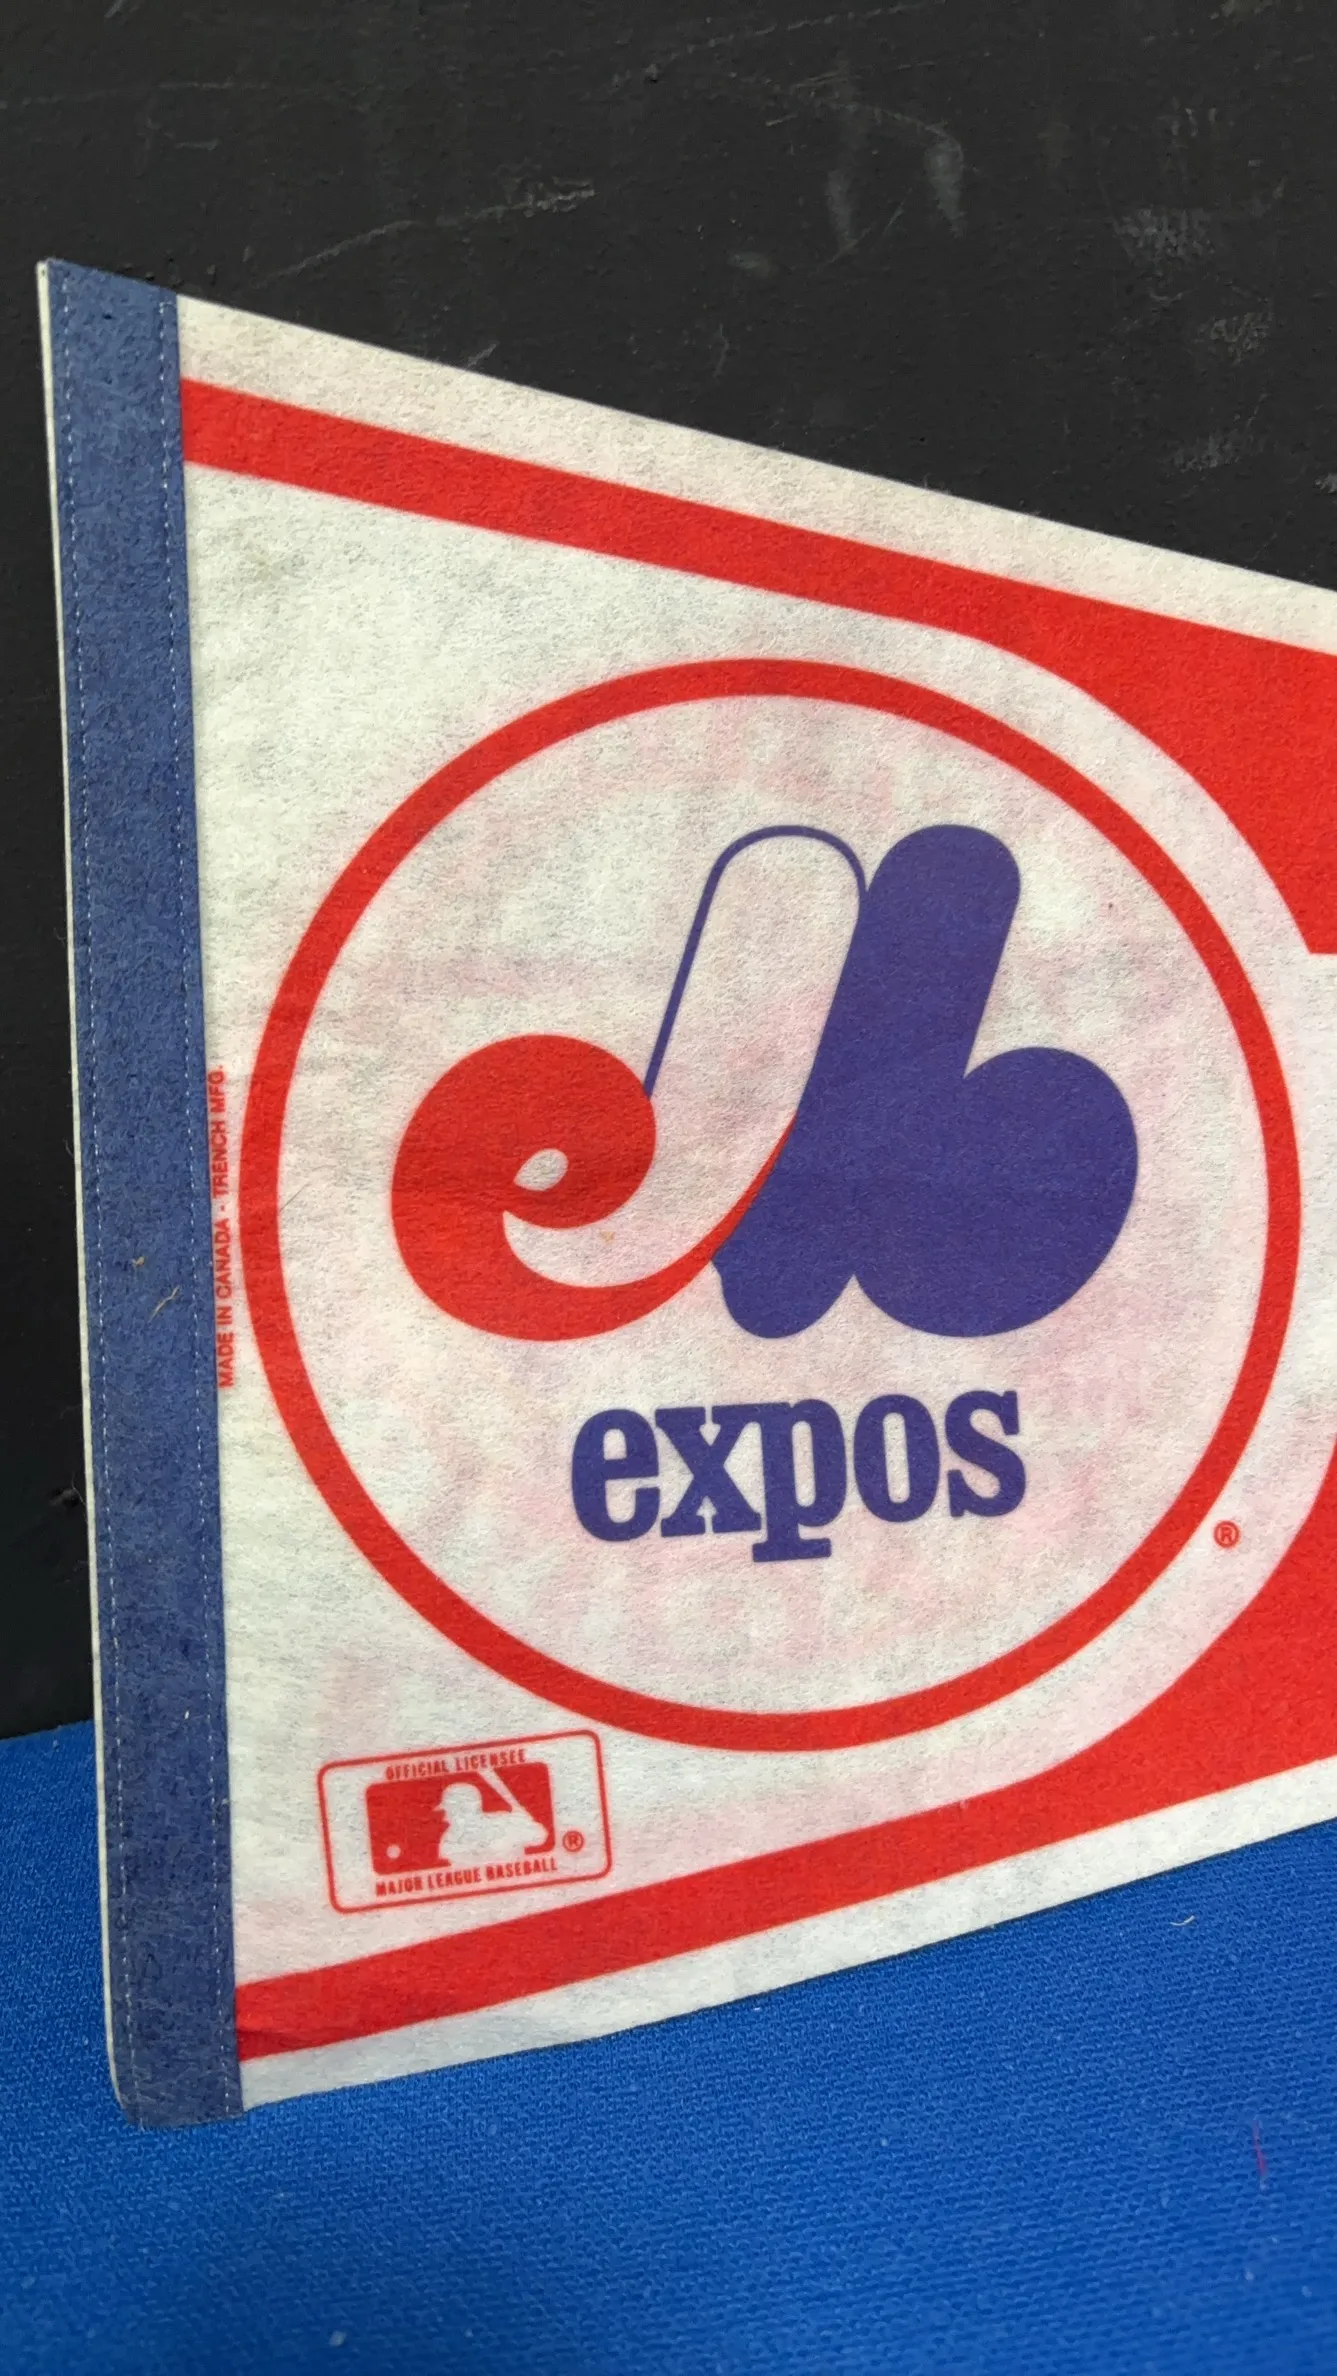 expos
®
MADE IN CANADA - TRENCH MFG.
OFFICIAL LICENSEE
®
MAJOR LEAGUE BASEBALL